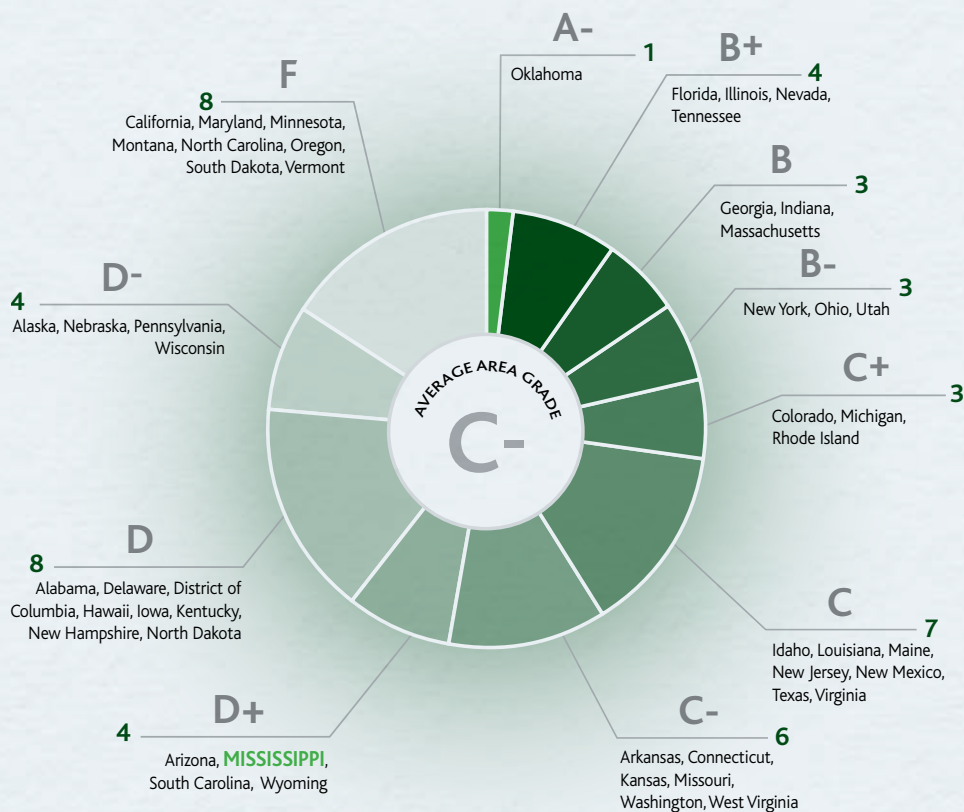 A-
1
Oklahoma
B+
4
Florida, Illinois, Nevada,
Tennessee
B
3
Georgia, Indiana,
Massachusetts
B-
3
New York, Ohio, Utah
C+
3
Colorado, Michigan,
Rhode Island
C
7
Idaho, Louisiana, Maine,
New Jersey, New Mexico,
Texas, Virginia
C-
6
Arkansas, Connecticut,
Kansas, Missouri,
Washington, West Virginia
D+
4
Arizona, MISSISSIPPI,
South Carolina, Wyoming
D
8
Alabama, Delaware, District of
Columbia, Hawaii, Iowa, Kentucky,
New Hampshire, North Dakota
D-
4
Alaska, Nebraska, Pennsylvania,
Wisconsin
F
8
California, Maryland, Minnesota,
Montana, North Carolina, Oregon,
South Dakota, Vermont
AVERAGE AREA GRADE
C-